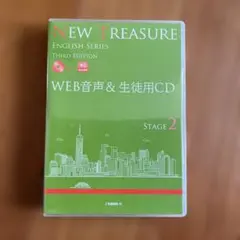 NEW TREASURE
ENGLISH SERIES
THIRD EDITION
WEB音声& 生徒用CD
STAGE 2